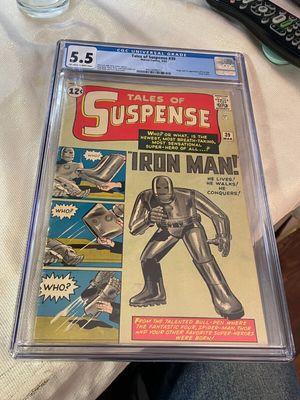 CGC UNIVERSAL GRADE
5.5
Tales of Suspense #39
12¢
TALES OF
SUSPENSE
39
MAR
WHO? OR WHAT, IS THE
NEWEST, MOST BREATH-TAKING,
MOST SENSATIONAL
SUPER-HERO OF ALL...?
IRON MAN!
HE LIVES!
HE WALKS!
HE
CONQUERS!
WHO?
WHO?
WHO?
FROM THE TALENTED BULL-PEN WHERE
THE FANTASTIC FOUR, SPIDER-MAN, THOR
AND YOUR OTHER FAVORITE SUPER-HEROES
WERE BORN!